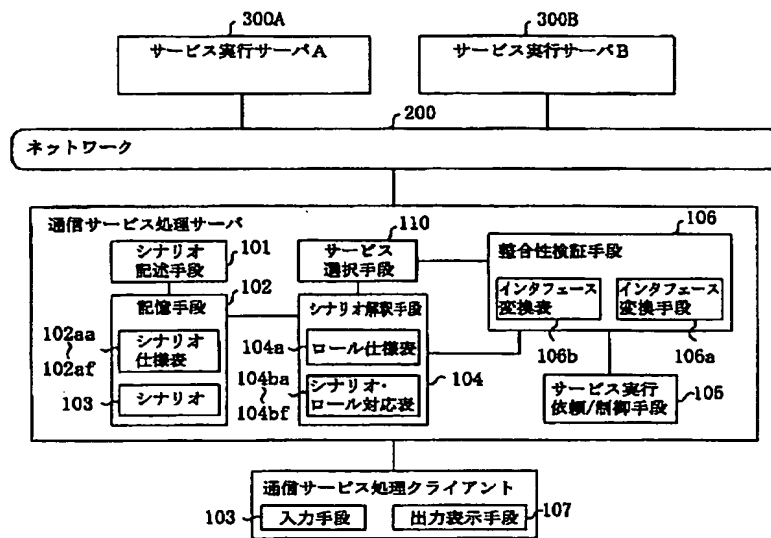 300A
300B
サービス実行サーバA
サービス実行サーバB
200
ネットワーク
通信サービス処理サーバ
110
106
シナリオ
記述手段
101
サービス
選択手段
整合性検証手段
インタフェース
変換表
インタフェース
変換手段
106b
106a
記憶手段
102
シナリオ解釈手段
102aa
~
102af
シナリオ
仕様表
104a
ロール仕様表
103
シナリオ
104ba
~
104bf
シナリオ・
ロール対応表
104
サービス実行
依頼/制御手段
105
通信サービス処理クライアント
103
入力手段
出力表示手段
107